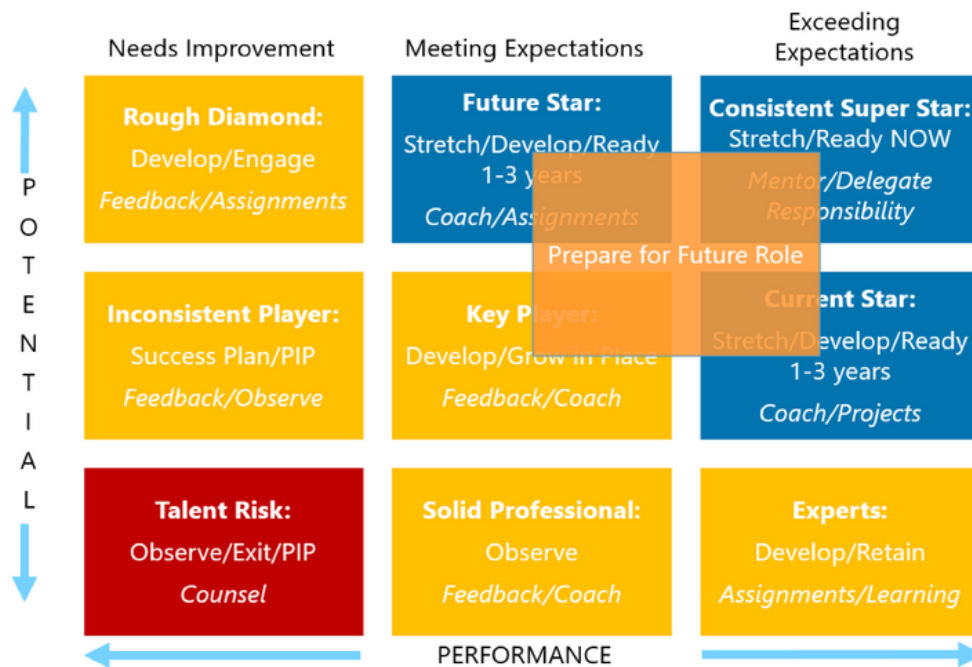 Needs Improvement
Meeting Expectations
Exceeding
Expectations
Rough Diamond:
Develop/Engage
Feedback/Assignments
Future Star:
Stretch/Develop/Ready
1-3 years
Coach/Assignments
Consistent Super Star:
Stretch/Ready NOW
Mentor/Delegate
Responsibility
Prepare for Future Role
POTENTIAL
Inconsistent Player:
Success Plan/PIP
Feedback/Observe
Key Player:
Develop/Grow in Place
Feedback/Coach
Current Star:
Stretch/Develop/Ready
1-3 years
Coach/Projects
Talent Risk:
Observe/Exit/PIP
Counsel
Solid Professional:
Observe
Feedback/Coach
Experts:
Develop/Retain
Assignments/Learning
PERFORMANCE